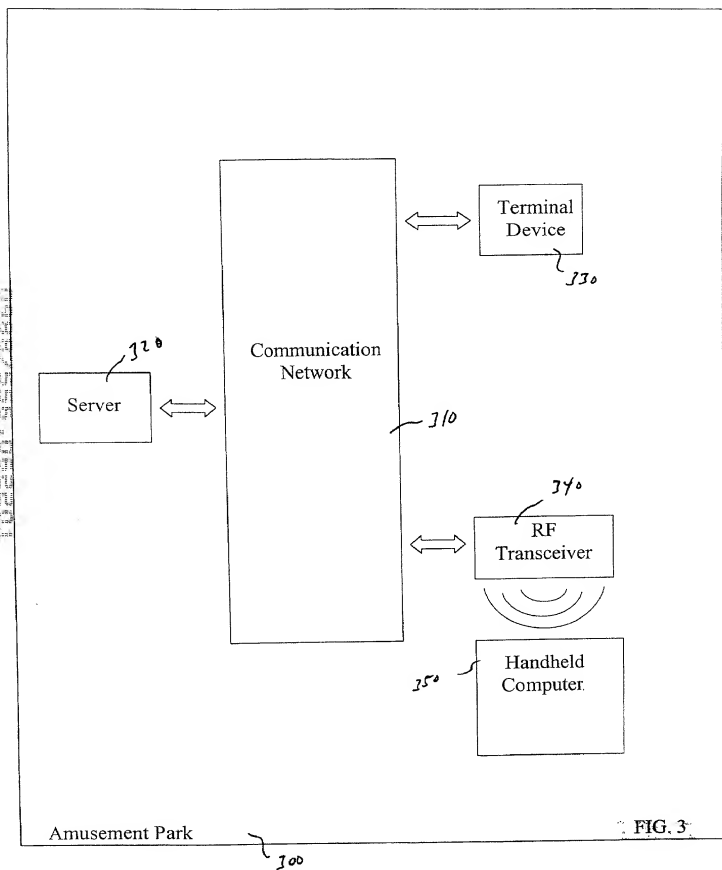 Terminal
Device
330
320
Communication
Network
Server
310
340
RF
Transceiver
350
Handheld
Computer
Amusement Park
300
FIG. 3